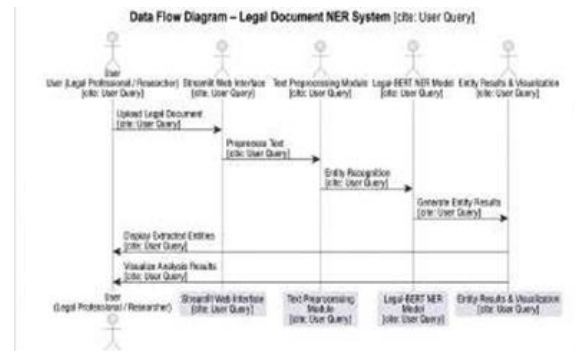 Data Flow Diagram – Legal Document NER System [cite: User Query]
User
User (Legal Professional / Researcher) Streamlit Web Interface Text Preprocessing Module Legal-BERT NER Model Entity Results & Visualization
[cite: User Query] [cite: User Query] [cite: User Query] [cite: User Query] [cite: User Query]
Upload Legal Document
[cite: User Query]
Preprocess Text
[cite: User Query]
Entity Recognition
[cite: User Query]
Generate Entity Results
[cite: User Query]
Display Extracted Entities
[cite: User Query]
Visualize Analysis Results
[cite: User Query]
User
(Legal Professional / Researcher)
Streamlit Web Interface
[cite: User Query]
Text Preprocessing
Module
[cite: User Query]
Legal-BERT NER
Model
[cite: User Query]
Entity Results & Visualization
[cite: User Query]